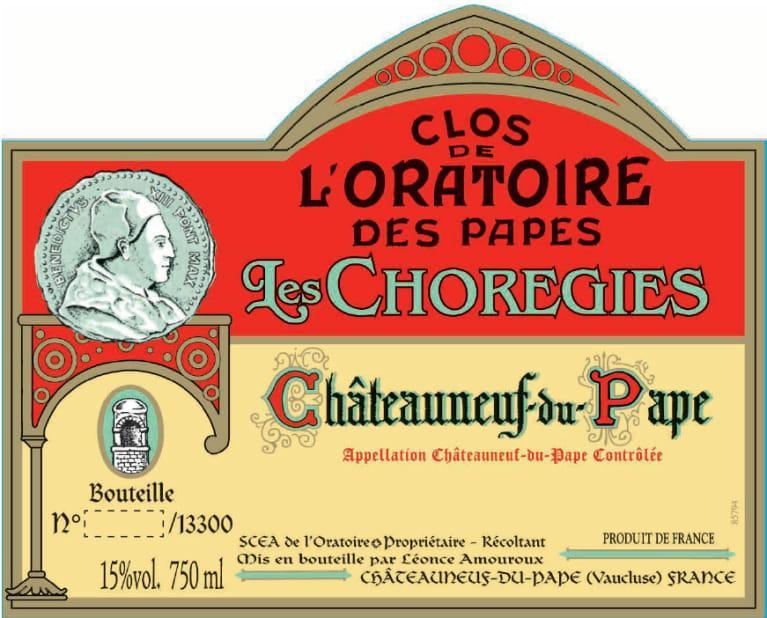 CLOS
DE
L'ORATOIRE
DES PAPES
Les CHOREGIES
BENEDICTVS XIII PONT MAX
Châteauneuf-du-Pape
Appellation Châteauneuf-du-Pape Contrôlée
Bouteille
N° /13300
15%vol. 750 ml
SCEA de l'Oratoire Propriétaire - Récoltant
Mis en bouteille par Léonce Amouroux
CHÂTEAUNEUF-DU-PAPE (Vaucluse) FRANCE
PRODUIT DE FRANCE
85794